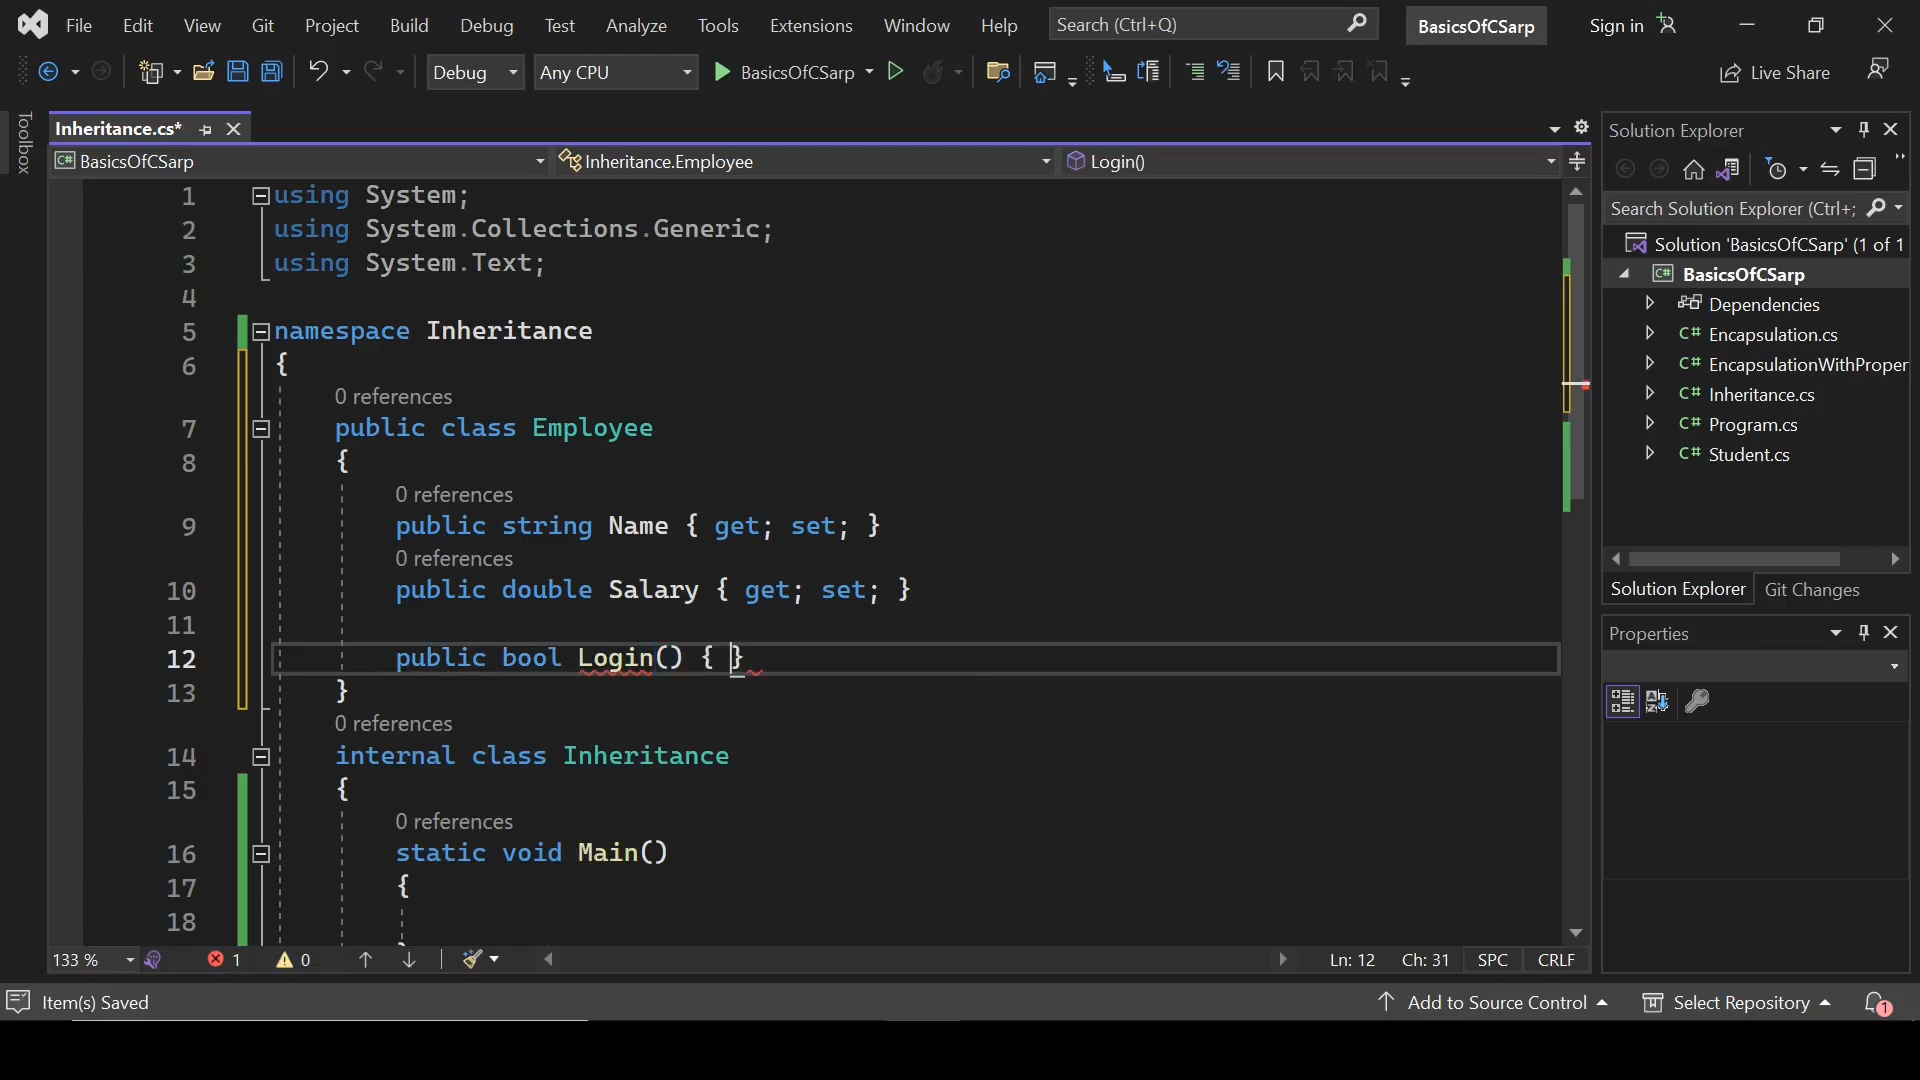 File Edit View Git Project Build Debug Test Analyze Tools Extensions Window Help Search (Ctrl+Q) BasicsOfCSarp Sign in
Debug Any CPU BasicsOfCSarp Live Share
Toolbox
Inheritance.cs*
BasicsOfCSarp Inheritance.Employee Login()
1 using System;
2 using System.Collections.Generic;
3 using System.Text;
4
5 namespace Inheritance
6 {
0 references
7 public class Employee
8 {
0 references
9 public string Name { get; set; }
0 references
10 public double Salary { get; set; }
11
12 public bool Login() { }
13 }
0 references
14 internal class Inheritance
15 {
0 references
16 static void Main()
17 {
18
133 % 1 0 Ln: 12 Ch: 31 SPC CRLF
Solution Explorer
Search Solution Explorer (Ctrl+;
Solution 'BasicsOfCSarp' (1 of 1
C# BasicsOfCSarp
Dependencies
C# Encapsulation.cs
C# EncapsulationWithProper
C# Inheritance.cs
C# Program.cs
C# Student.cs
Solution Explorer Git Changes
Properties
Item(s) Saved Add to Source Control Select Repository 1